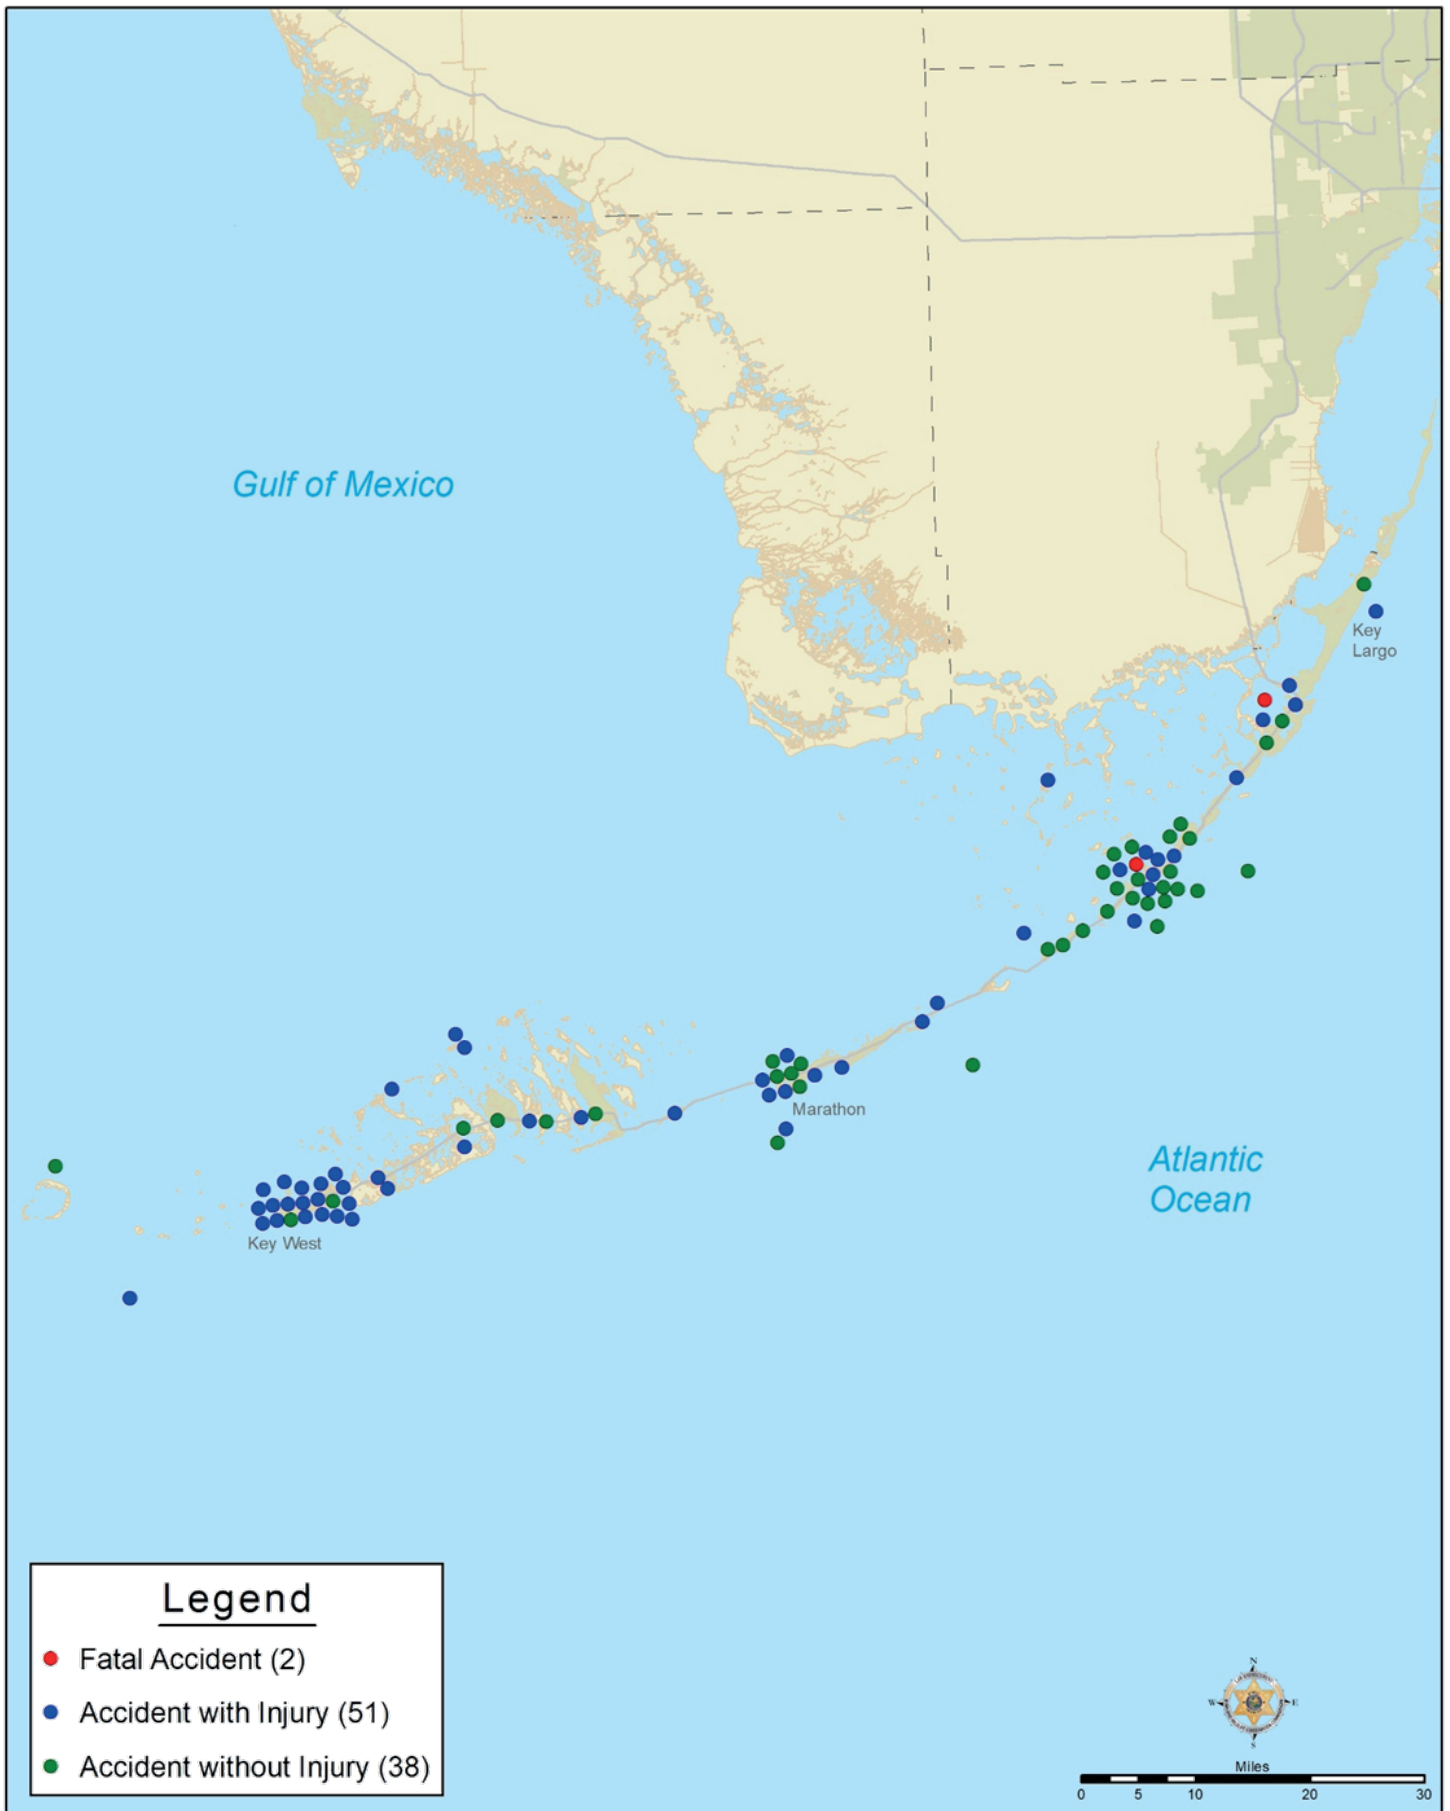 Gulf of Mexico
Key
Largo
Marathon
Atlantic
Ocean
Key West
Legend
Fatal Accident (2)
Accident with Injury (51)
Accident without Injury (38)
N
W
E
S
Miles
0 5 10 20 30